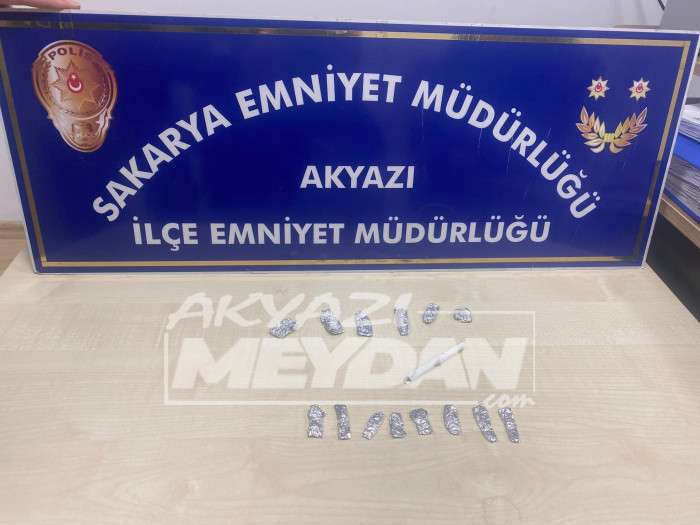 POLİS
SAKARYA EMNİYET MÜDÜRLÜĞÜ
AKYAZI
İLÇE EMNİYET MÜDÜRLÜĞÜ
AKYAZI
MEYDAN
com